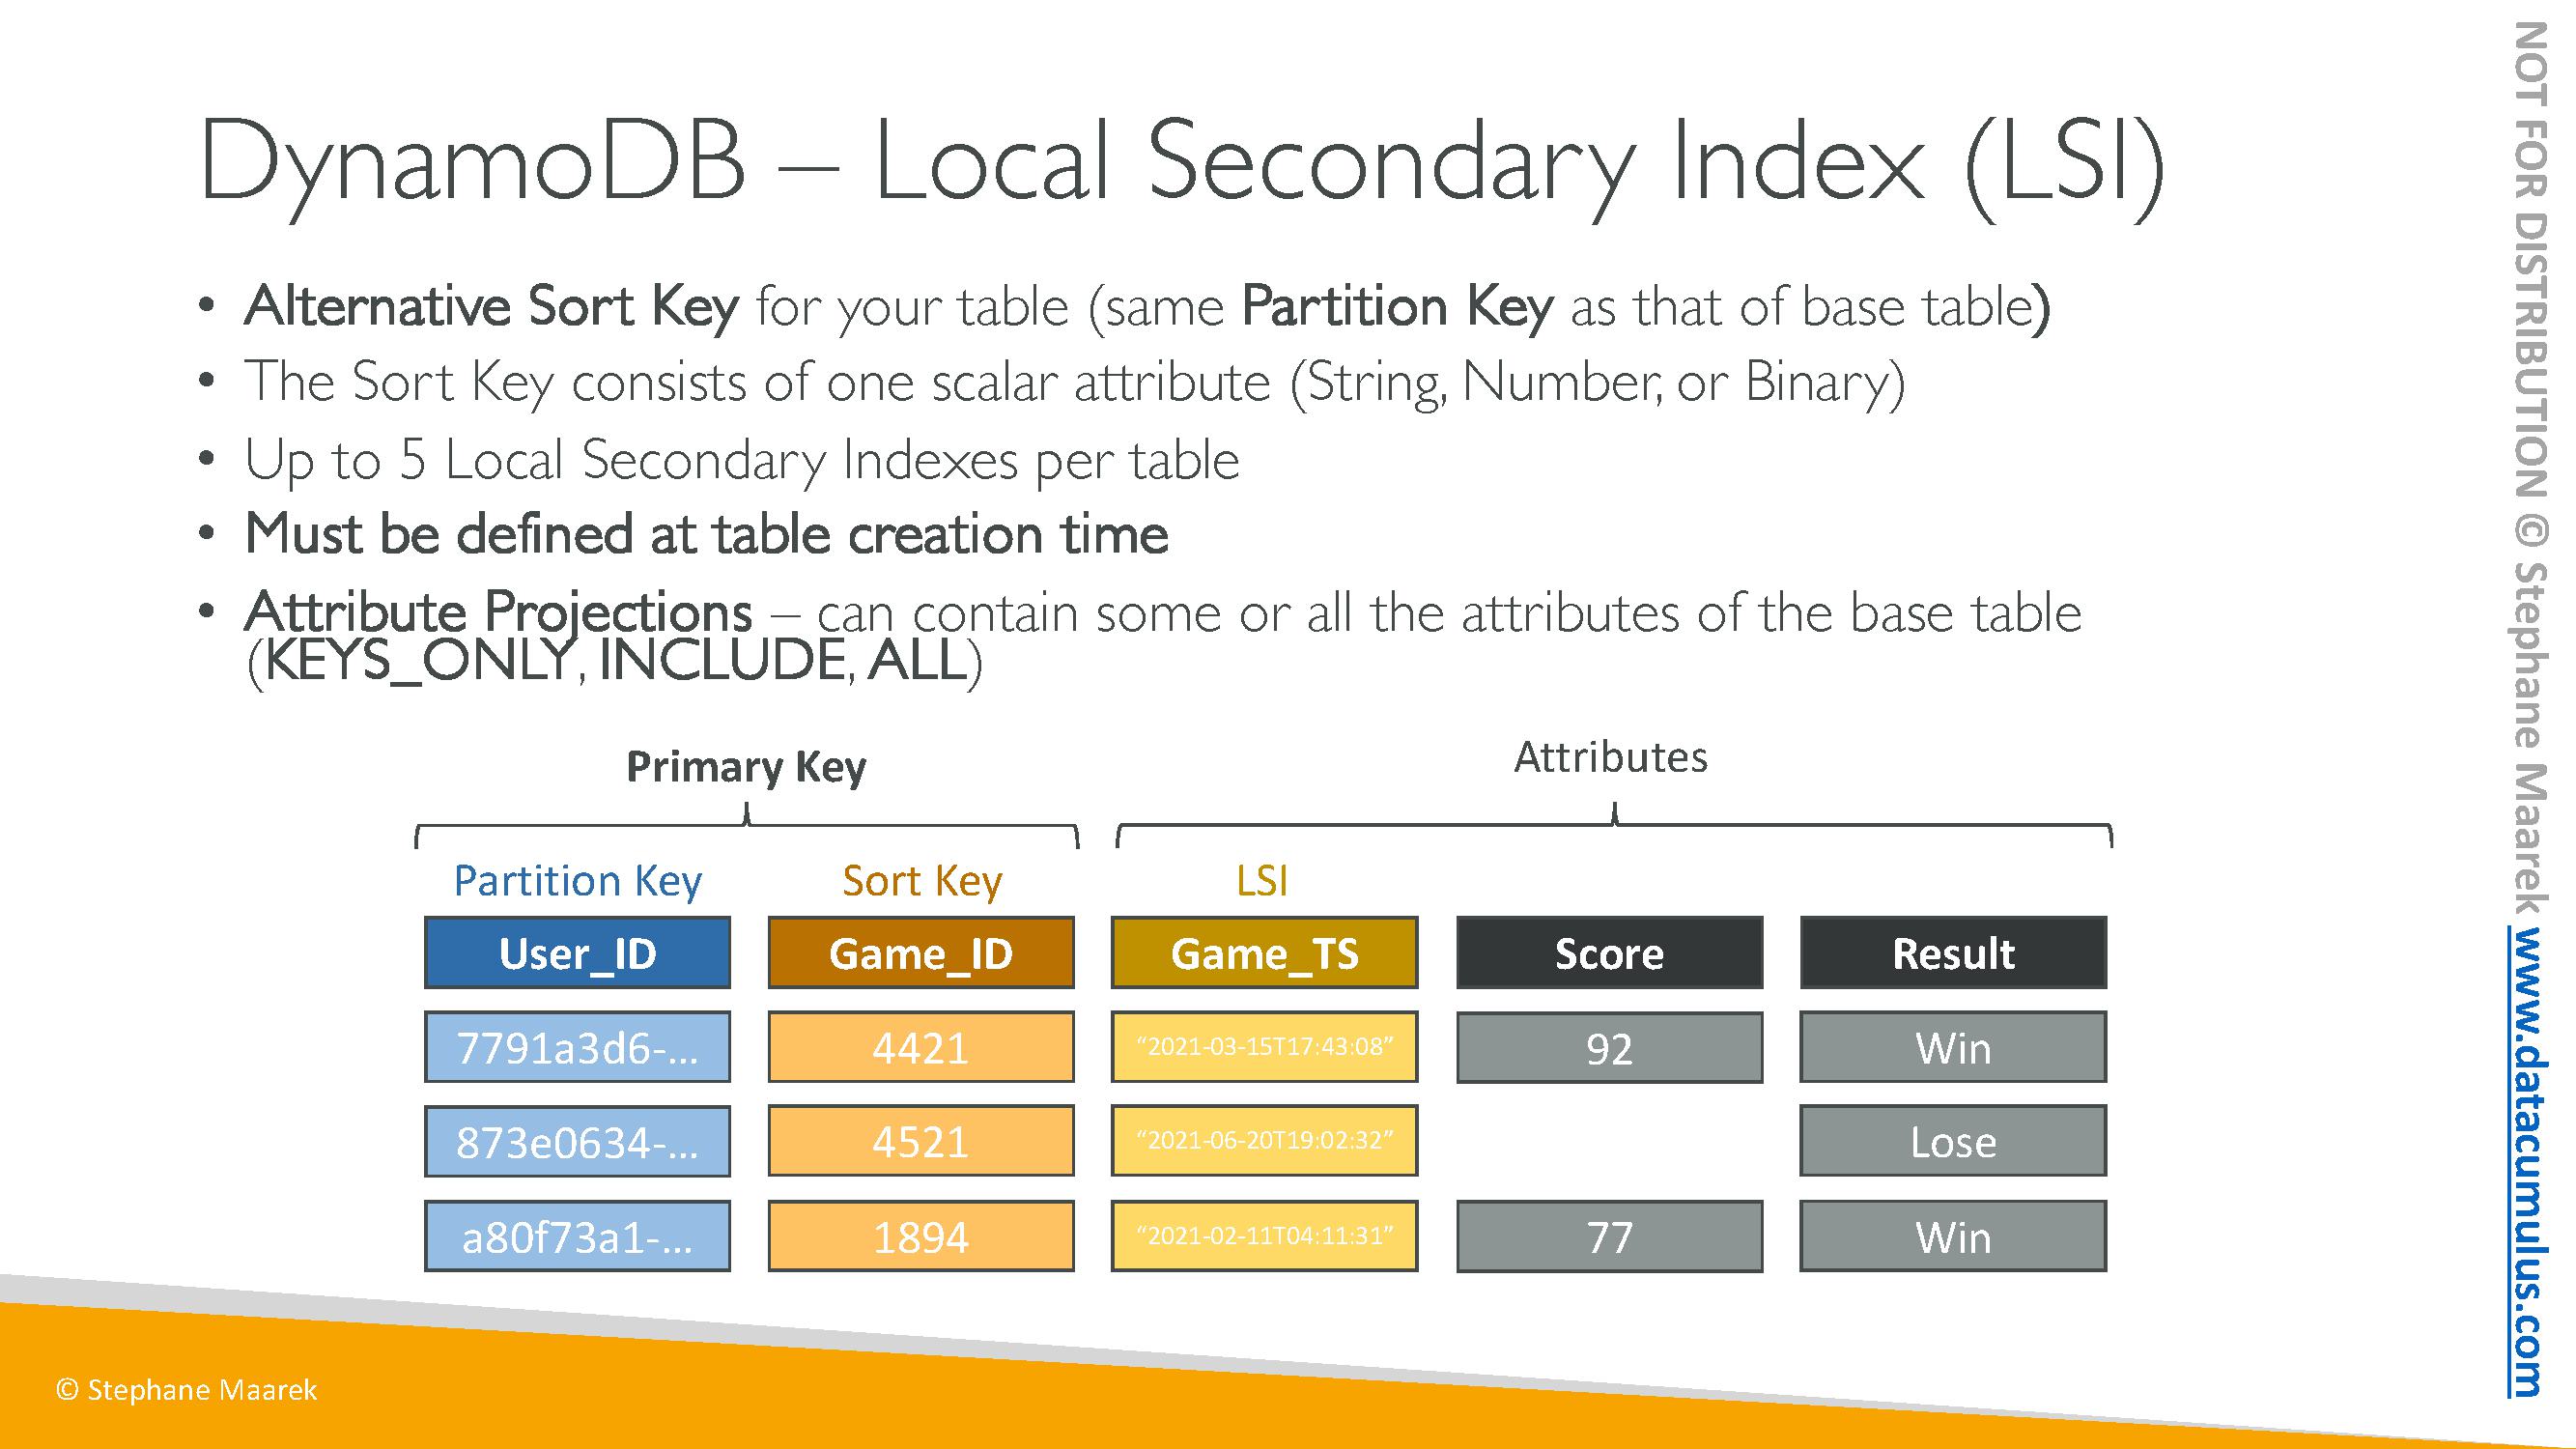 DynamoDB – Local Secondary Index (LSI)
• Alternative Sort Key for your table (same Partition Key as that of base table)
• The Sort Key consists of one scalar attribute (String, Number, or Binary)
• Up to 5 Local Secondary Indexes per table
• Must be defined at table creation time
• Attribute Projections – can contain some or all the attributes of the base table
(KEYS_ONLY, INCLUDE, ALL)
Primary Key
Attributes
Partition Key Sort Key LSI
User_ID Game_ID Game_TS Score Result
7791a3d6-… 4421 “2021-03-15T17:43:08” 92 Win
873e0634-… 4521 “2021-06-20T19:02:32” Lose
a80f73a1-… 1894 “2021-02-11T04:11:31” 77 Win
© Stephane Maarek
NOT FOR DISTRIBUTION © Stephane Maarek www.datacumulus.com